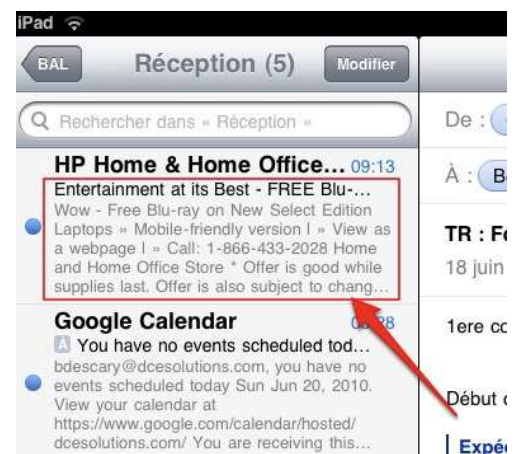 iPad
BAL
Réception (5)
Modifier
Rechercher dans « Réception »
HP Home & Home Office... 09:13
Entertainment at its Best - FREE Blu-...
Wow - Free Blu-ray on New Select Edition
Laptops » Mobile-friendly version l » View as
a webpage l » Call: 1-866-433-2028 Home
and Home Office Store * Offer is good while
supplies last. Offer is also subject to chang...
Google Calendar
A You have no events scheduled tod...
bdescary@dcesolutions.com, you have no
events scheduled today Sun Jun 20, 2010.
View your calendar at
https://www.google.com/calendar/hosted/
dcesolutions.com/ You are receiving this...
De :
À :
TR :
18 juin
1ere
Début